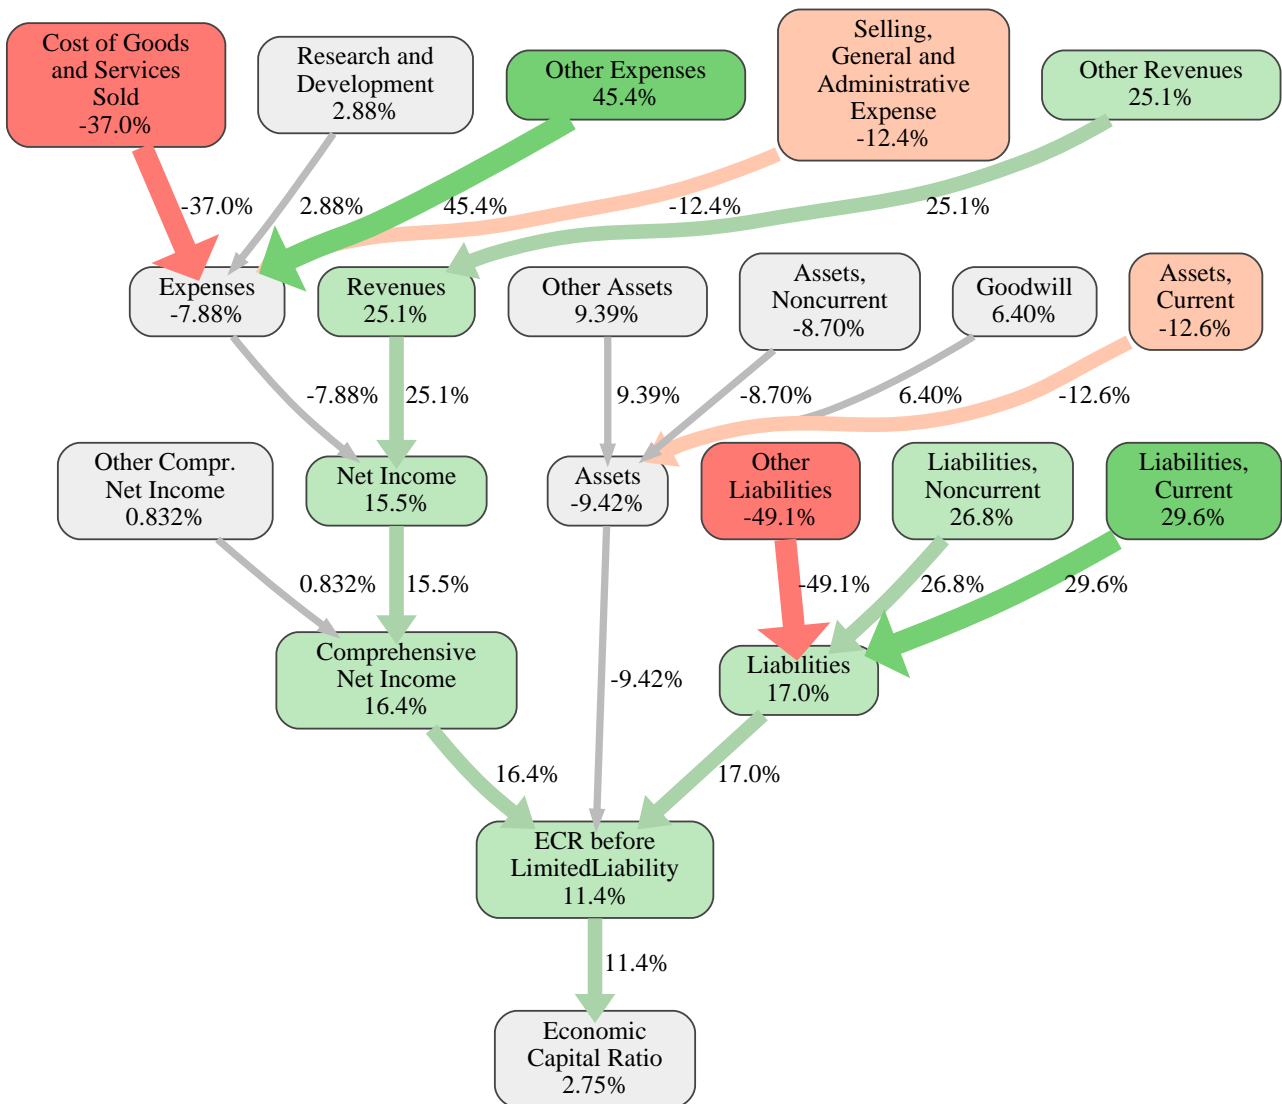 Cost of Goods
and Services
Sold
-37.0%
Research and
Development
2.88%
Other Expenses
45.4%
Selling,
General and
Administrative
Expense
-12.4%
Other Revenues
25.1%
-37.0%
2.88%
45.4%
-12.4%
25.1%
Expenses
-7.88%
Revenues
25.1%
Other Assets
9.39%
Assets,
Noncurrent
-8.70%
Goodwill
6.40%
Assets,
Current
-12.6%
-7.88%
25.1%
9.39%
-8.70%
6.40%
-12.6%
Other Compr.
Net Income
0.832%
Net Income
15.5%
Assets
-9.42%
Other
Liabilities
-49.1%
Liabilities,
Noncurrent
26.8%
Liabilities,
Current
29.6%
0.832%
15.5%
-49.1%
26.8%
29.6%
Comprehensive
Net Income
16.4%
-9.42%
Liabilities
17.0%
16.4%
17.0%
ECR before
LimitedLiability
11.4%
11.4%
Economic
Capital Ratio
2.75%